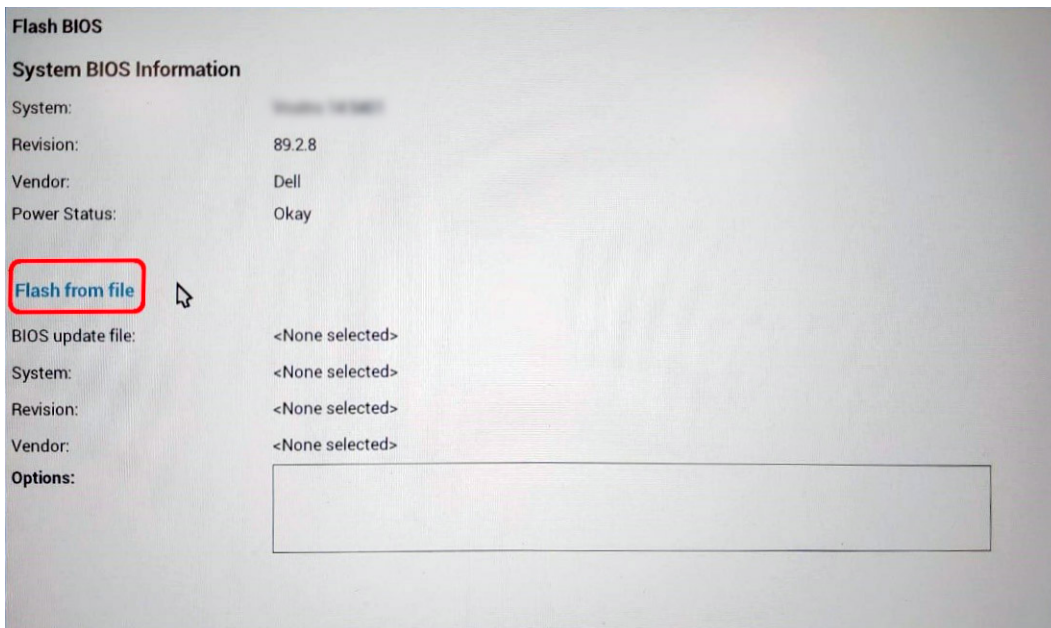 Flash BIOS
System BIOS Information
System:
Revision: 89.2.8
Vendor: Dell
Power Status: Okay
Flash from file
BIOS update file: <None selected>
System: <None selected>
Revision: <None selected>
Vendor: <None selected>
Options: